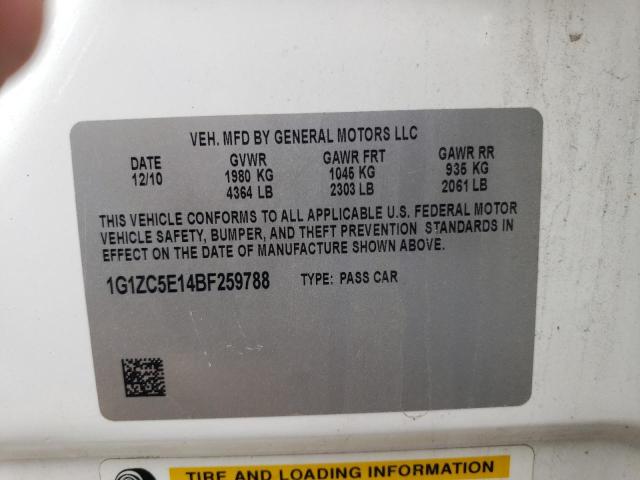 VEH. MFD BY GENERAL MOTORS LLC
DATE GVWR GAWR FRT GAWR RR
12/10 1980 KG 1045 KG 935 KG
4364 LB 2303 LB 2061 LB
THIS VEHICLE CONFORMS TO ALL APPLICABLE U.S. FEDERAL MOTOR
VEHICLE SAFETY, BUMPER, AND THEFT PREVENTION STANDARDS IN
EFFECT ON THE DATE OF MANUFACTURE SHOWN ABOVE.
1G1ZC5E14BF259788 TYPE: PASS CAR
TIRE AND LOADING INFORMATION